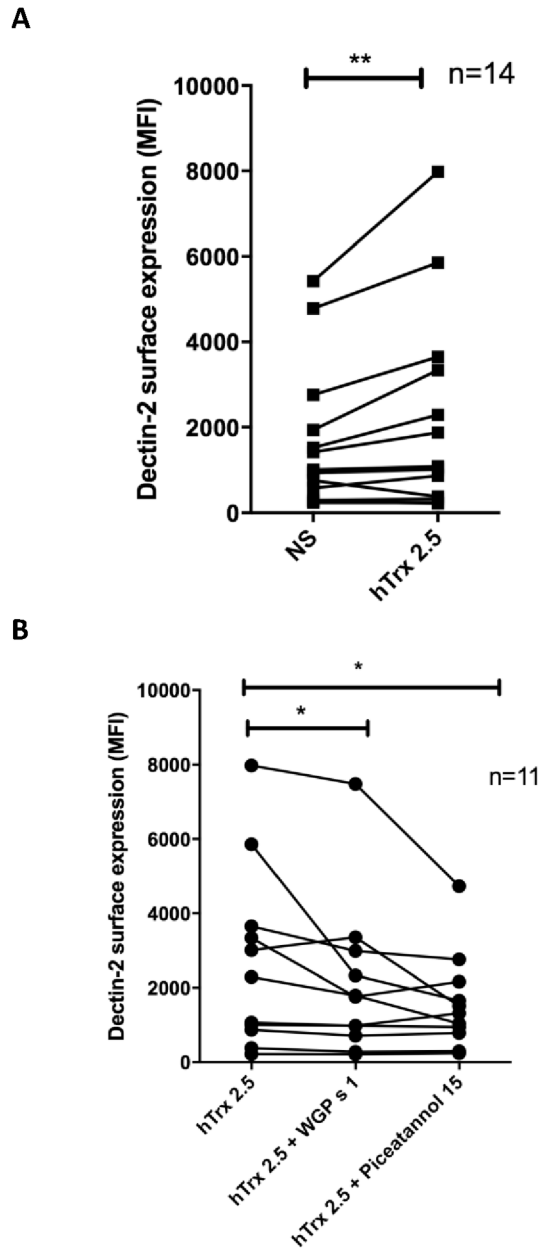 A
**
n=14
Dectin-2 surface expression (MFI)
10000
8000
6000
4000
2000
0
NS
hTrx 2.5
B
*
*
n=11
Dectin-2 surface expression (MFI)
10000
8000
6000
4000
2000
0
hTrx 2.5
hTrx 2.5 + WGP s 1
hTrx 2.5 + Piceatannol 15